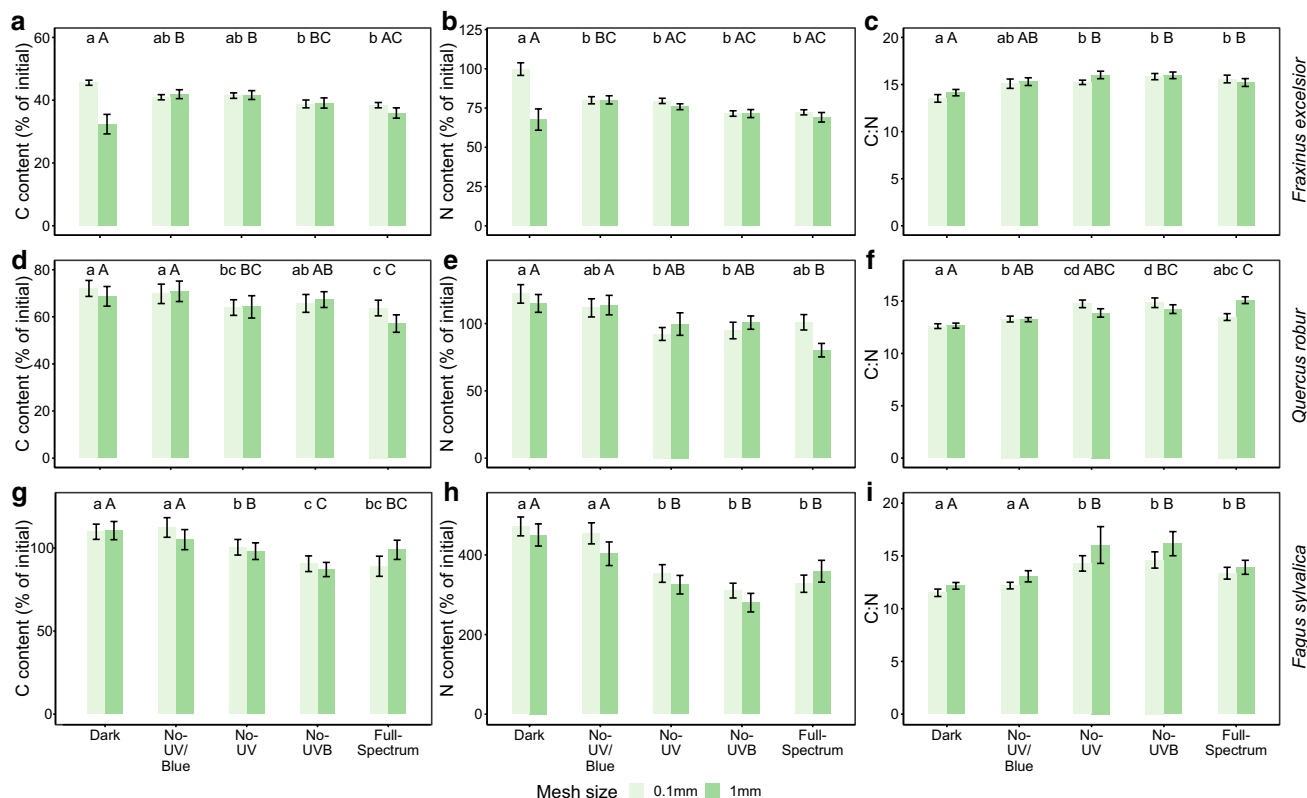 a
C content (% of initial)
60
40
20
0
a A
ab B
ab B
b BC
b AC
b
N content (% of initial)
125
100
75
50
25
0
a A
b BC
b AC
b AC
b AC
c
C:N
20
15
10
5
0
a A
ab AB
b B
b B
b B
Fraxinus excelsior
d
C content (% of initial)
80
60
40
20
0
a A
a A
bc BC
ab AB
c C
e
N content (% of initial)
100
50
0
a A
ab A
b AB
b AB
ab B
f
C:N
15
10
5
0
a A
b AB
cd ABC
d BC
abc C
Quercus robur
g
C content (% of initial)
100
50
0
a A
a A
b B
c C
bc BC
h
N content (% of initial)
400
200
0
a A
a A
b B
b B
b B
i
C:N
20
15
10
5
0
a A
a A
b B
b B
b B
Fagus sylvatica
Dark
No-
UV/
Blue
No-
UV
No-
UVB
Full-
Spectrum
Dark
No-
UV/
Blue
No-
UV
No-
UVB
Full-
Spectrum
Dark
No-
UV/
Blue
No-
UV
No-
UVB
Full-
Spectrum
Mesh size 0.1mm 1mm